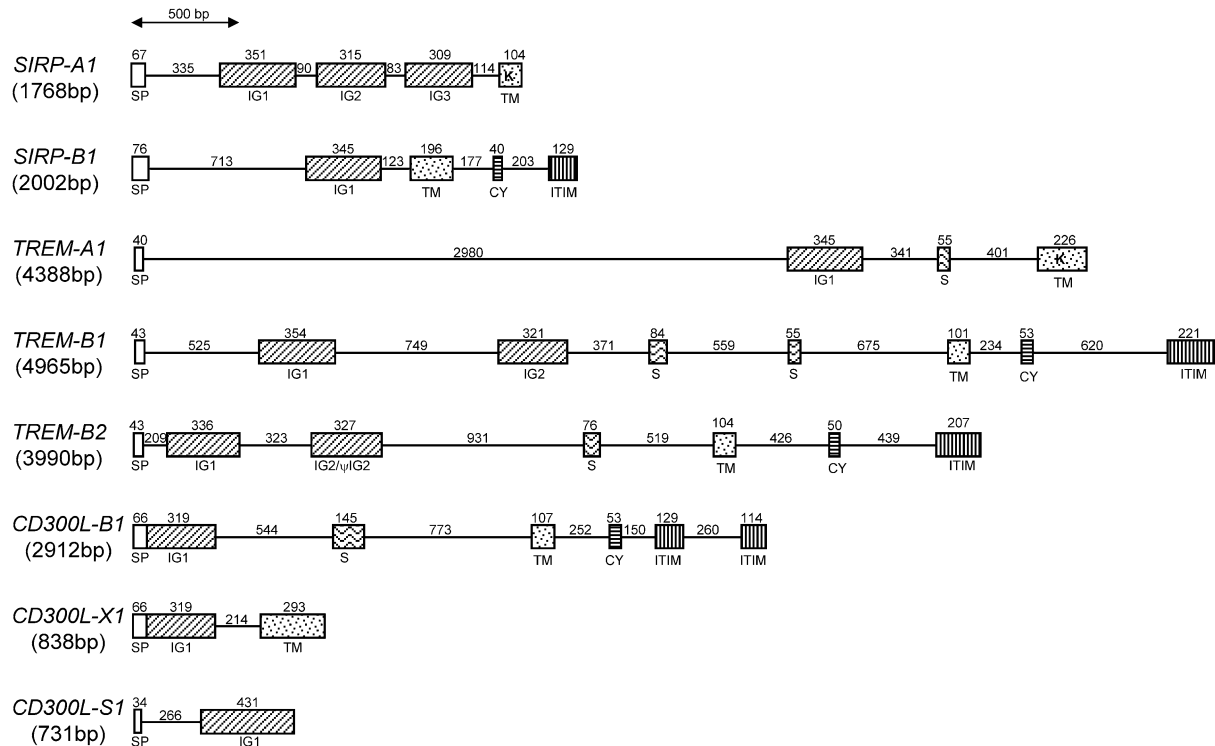 500 bp
67 351 315 309 104
SIRP-A1 335 90 83 114 K
(1768bp) SP IG1 IG2 IG3 TM
76 345 196 40 129
SIRP-B1 713 123 177 203
(2002bp) SP IG1 TM CY ITIM
40 345 55 226
TREM-A1 2980 341 401 K
(4388bp) SP IG1 S TM
43 354 321 84 55 101 53 221
TREM-B1 525 749 371 559 675 234 620
(4965bp) SP IG1 IG2 S S TM CY ITIM
43 336 327 76 104 50 207
TREM-B2 209 323 931 519 426 439
(3990bp) SP IG1 IG2/ψIG2 S TM CY ITIM
66 319 145 107 53 129 114
CD300L-B1 544 773 252 150 260
(2912bp) SP IG1 S TM CY ITIM ITIM
66 319 293
CD300L-X1 214
(838bp) SP IG1 TM
34 431
CD300L-S1 266
(731bp) SP IG1